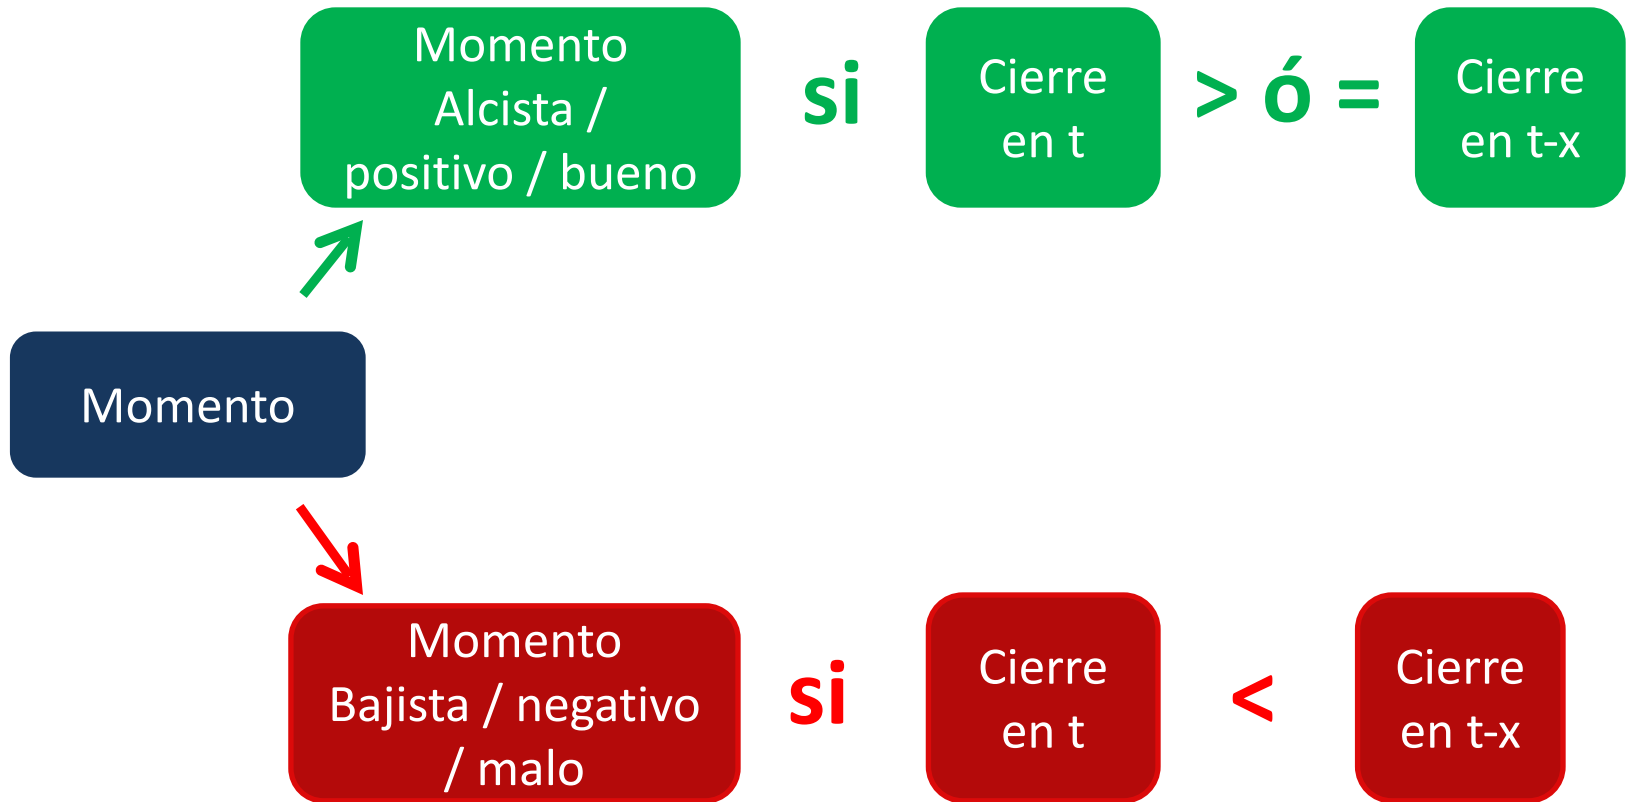 Momento
Alcista /
positivo / bueno
si
Cierre
en t
> ó =
Cierre
en t-x
Momento
Momento
Bajista / negativo
/ malo
si
Cierre
en t
<
Cierre
en t-x